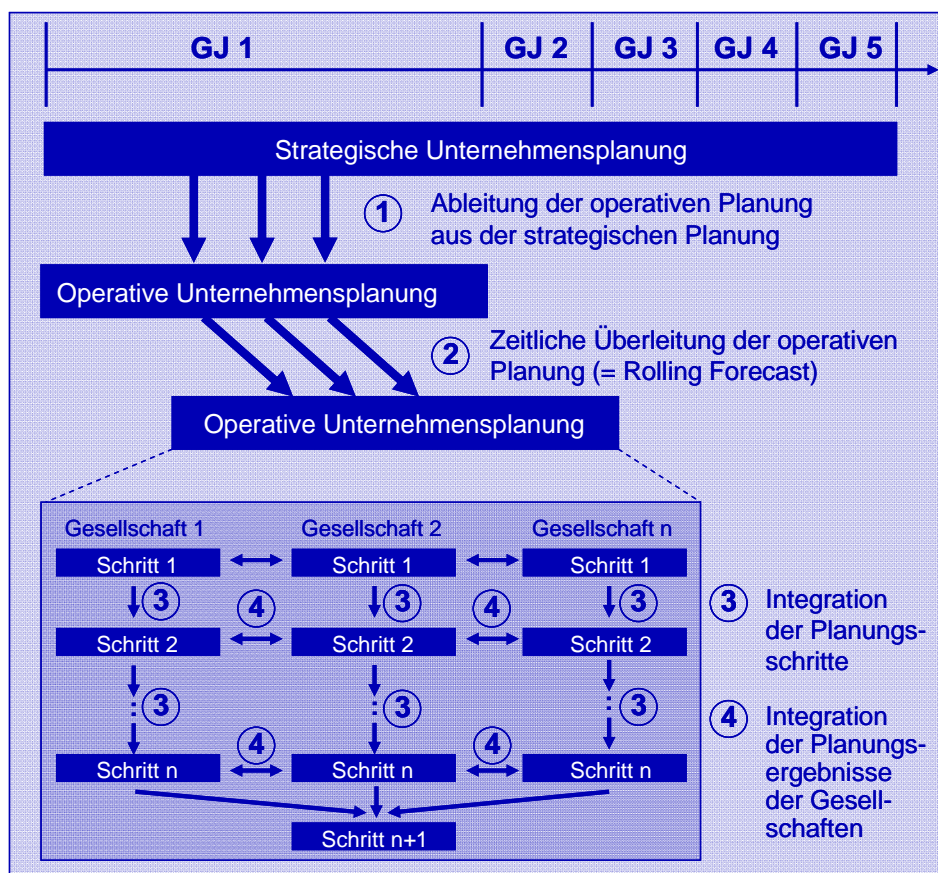 GJ 1 GJ 2 GJ 3 GJ 4 GJ 5
Strategische Unternehmensplanung
1 Ableitung der operativen Planung
aus der strategischen Planung
Operative Unternehmensplanung
2 Zeitliche Überleitung der operativen
Planung (= Rolling Forecast)
Operative Unternehmensplanung
Gesellschaft 1 Gesellschaft 2 Gesellschaft n
Schritt 1 Schritt 1 Schritt 1
3 4 3 4 3
Schritt 2 Schritt 2 Schritt 2
3 3 3
4 4
Schritt n Schritt n Schritt n
Schritt n+1
3 Integration
der Planungs-
schritte
4 Integration
der Planungs-
ergebnisse
der Gesell-
schaften